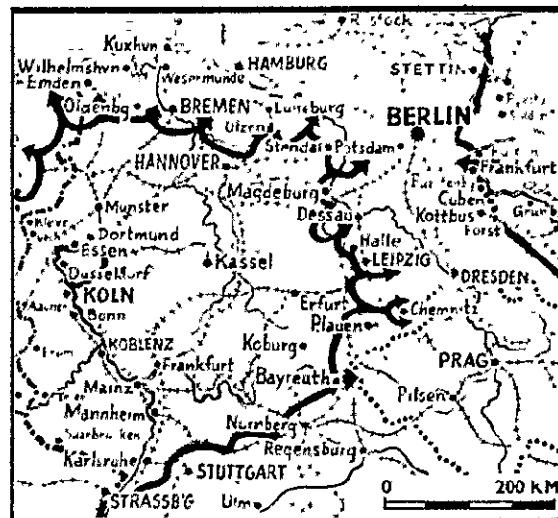 Kuxhvn
Wilhelmshvn
Emden
Wesermunde
HAMBURG
STETTIN
Oldenbg
BREMEN
Luneburg
BERLIN
Ulzen
Stendal
Potsdam
HANNOVER
Frankfurt
Magdeburg
Cuben
Munster
Dessau
Kottbus
Forst
Dortmund
Essen
Halle
LEIPZIG
Dusseldorf
Kassel
DRESDEN
KOLN
Bonn
Erfurt
Chemnitz
Plauen
KOBLENZ
Koburg
Frankfurt
Bayreuth
PRAG
Mainz
Pilsen
Mannheim
Nurnberg
Regensburg
Karlsruhe
STUTTGART
STRASSB'G
Ulm
0 200 KM